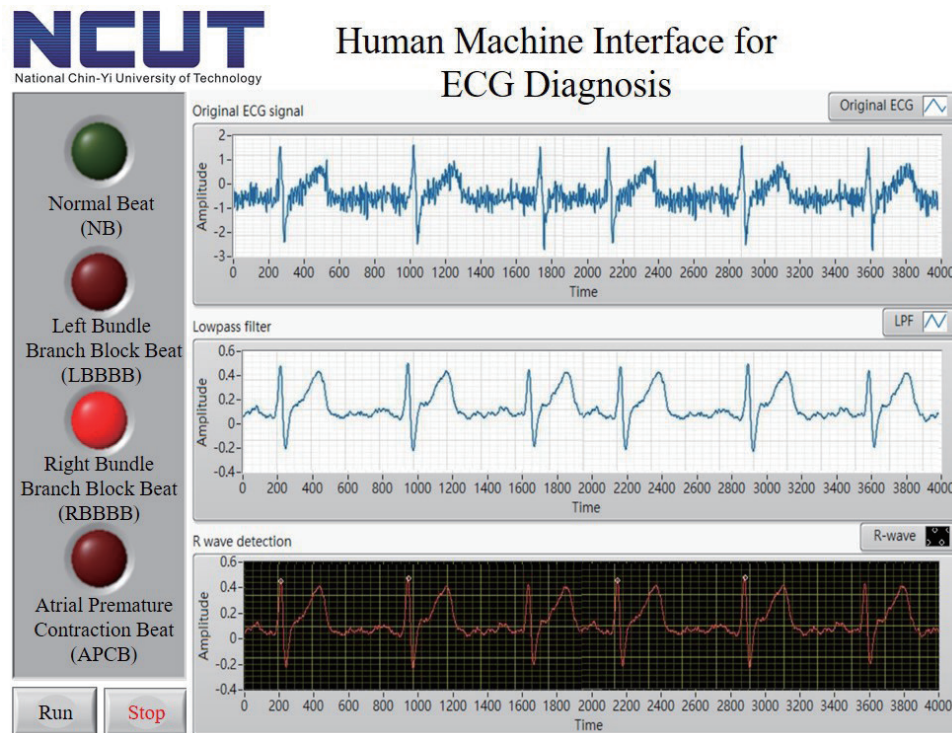 NCUT
National Chin-Yi University of Technology
Human Machine Interface for
ECG Diagnosis
Normal Beat
(NB)
Left Bundle
Branch Block Beat
(LBBBB)
Right Bundle
Branch Block Beat
(RBBBB)
Atrial Premature
Contraction Beat
(APCB)
Run
Stop
Original ECG signal
Original ECG
Amplitude
2
1
0
-1
-2
-3
0 200 400 600 800 1000 1200 1400 1600 1800 2000 2200 2400 2600 2800 3000 3200 3400 3600 3800 4000
Time
Lowpass filter
LPF
Amplitude
0.6
0.4
0.2
0
-0.2
-0.4
0 200 400 600 800 1000 1200 1400 1600 1800 2000 2200 2400 2600 2800 3000 3200 3400 3600 3800 4000
Time
R wave detection
R-wave
Amplitude
0.6
0.4
0.2
0
-0.2
-0.4
0 200 400 600 800 1000 1200 1400 1600 1800 2000 2200 2400 2600 2800 3000 3200 3400 3600 3800 4000
Time